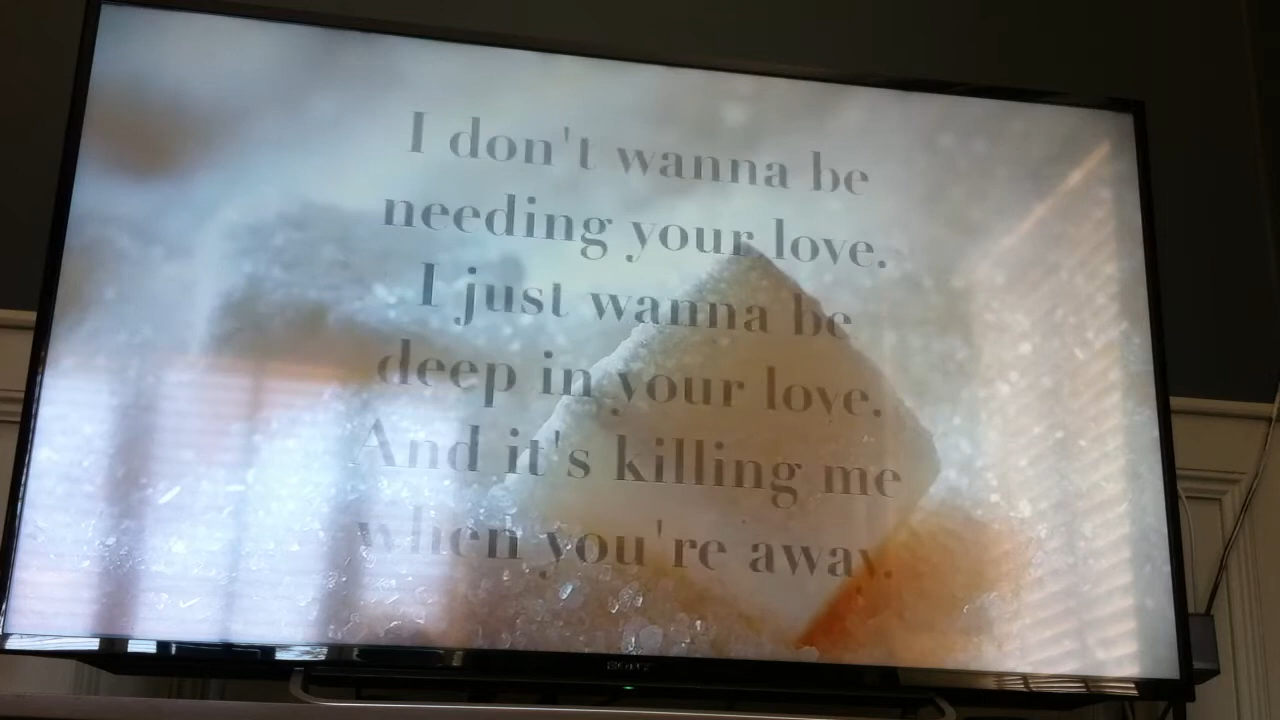 I don't wanna be
needing your love.
I just wanna be
deep in your love.
And it's killing me
when you're away.
SONY